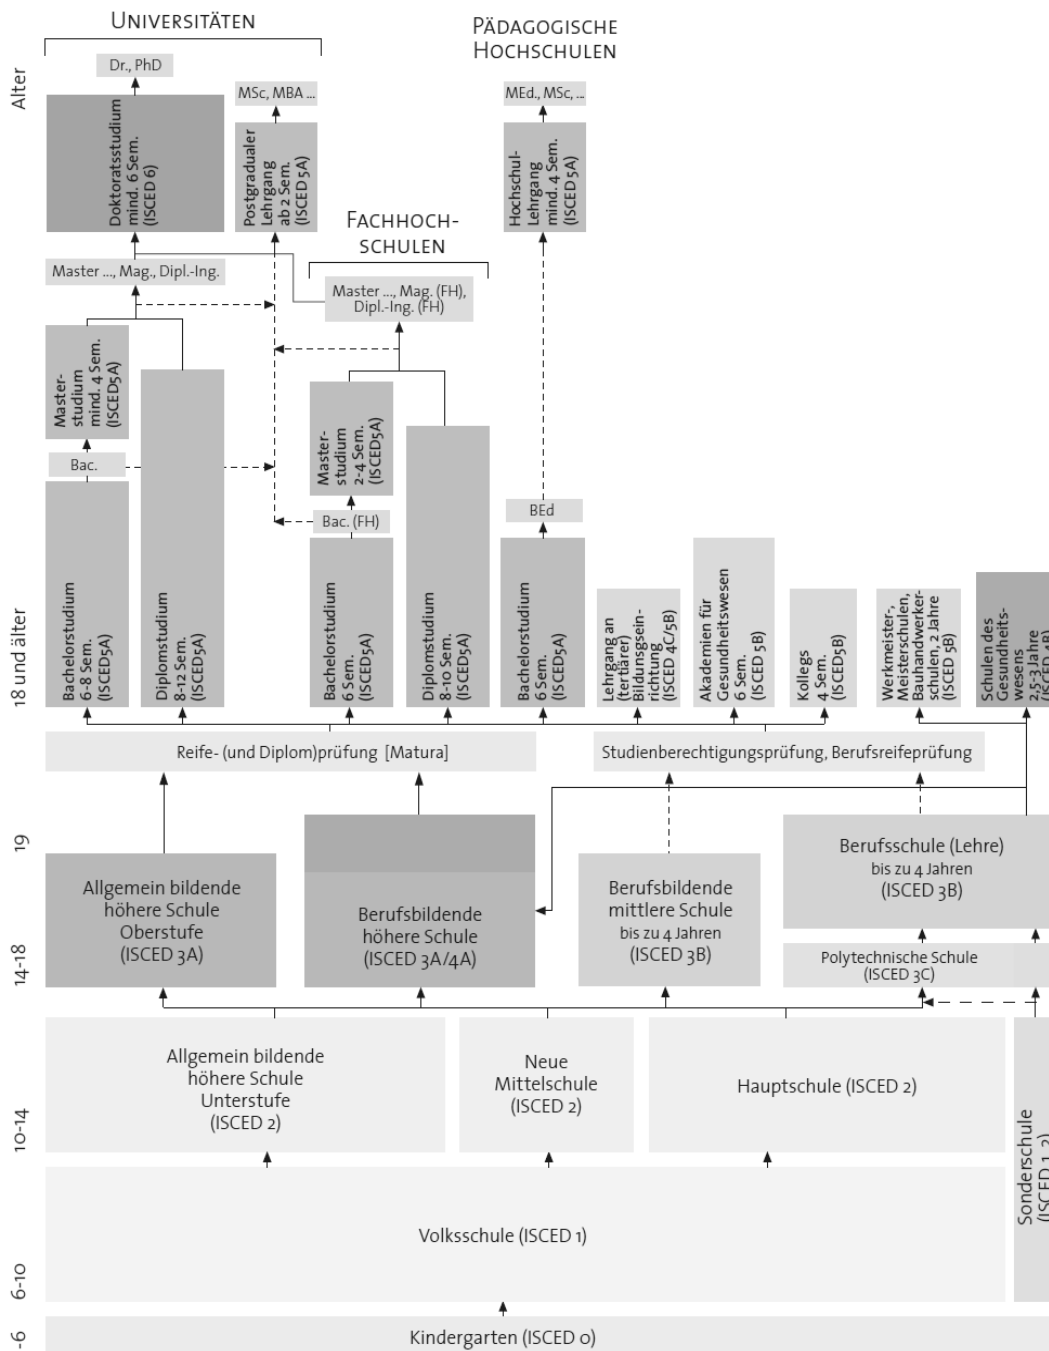 UNIVERSITÄTEN
PÄDAGOGISCHE
HOCHSCHULEN
Alter
Dr., PhD
MSc, MBA ...
MEd., MSc, ...
Doktoratsstudium
mind. 6 Sem.
(ISCED 6)
Postgradualer
Lehrgang
ab 2 Sem.
(ISCED 5A)
Hochschul-
Lehrgang
mind. 4 Sem.
(ISCED 5A)
FACHHOCH-
SCHULEN
Master ..., Mag., Dipl.-Ing.
Master ..., Mag. (FH),
Dipl.-Ing. (FH)
Master-
studium
mind. 4 Sem.
(ISCED5A)
Master-
studium
2-4 Sem.
(ISCED5A)
Bac.
Bac. (FH)
BEd
18 und älter
Bachelorstudium
6-8 Sem.
(ISCED5A)
Diplomstudium
8-12 Sem.
(ISCED5A)
Bachelorstudium
6 Sem.
(ISCED5A)
Diplomstudium
8-10 Sem.
(ISCED5A)
Bachelorstudium
6 Sem.
(ISCED5A)
Lehrgang an
(tertiärer)
Bildunsgsein-
richtung
(ISCED 4C/5B)
Akademien für
Gesundheitswesen
6 Sem.
(ISCED 5B)
Kollegs
4 Sem.
(ISCED5B)
Werkmeister-,
Meisterschulen,
Bauhandwerker-
schulen, 2 Jahre
(ISCED 5B)
Schulen des
Gesundheits-
wesens
2,5-3 Jahre
(ISCED 4B)
Reife- (und Diplom)prüfung [Matura]
Studienberechtigungsprüfung, Berufsreifeprüfung
19
14-18
Allgemein bildende
höhere Schule
Oberstufe
(ISCED 3A)
Berufsbildende
höhere Schule
(ISCED 3A/4A)
Berufsbildende
mittlere Schule
bis zu 4 Jahren
(ISCED 3B)
Berufsschule (Lehre)
bis zu 4 Jahren
(ISCED 3B)
Polytechnische Schule
(ISCED 3C)
10-14
Allgemein bildende
höhere Schule
Unterstufe
(ISCED 2)
Neue
Mittelschule
(ISCED 2)
Hauptschule (ISCED 2)
Sonderschule
(ISCED 1, 2)
6-10
Volksschule (ISCED 1)
-6
Kindergarten (ISCED 0)